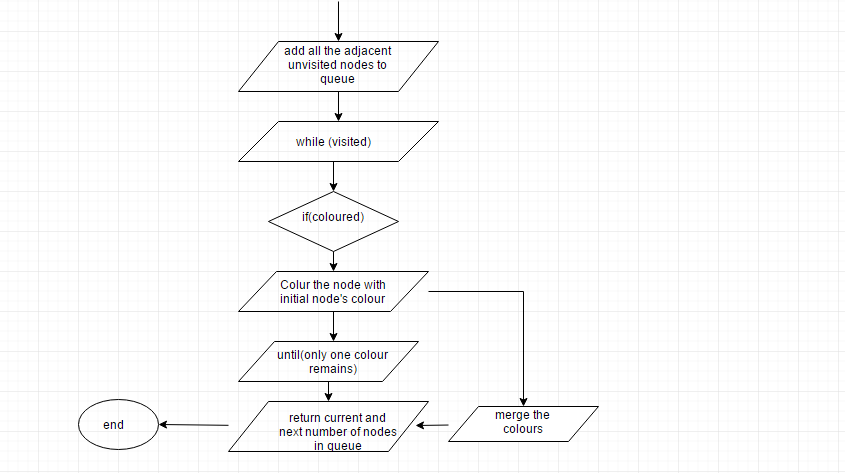 add all the adjacent
unvisited nodes to
queue
while (visited)
if(coloured)
Colur the node with
initial node's colour
until(only one colour
remains)
return current and
next number of nodes
in queue
merge the
colours
end